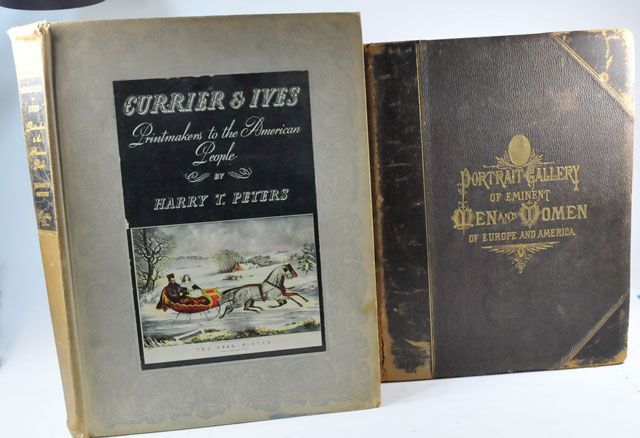 CURRIER & IVES
Printmakers to the American
People
BY
HARRY T. PETERS
PORTRAIT GALLERY
OF EMINENT
MEN AND WOMEN
OF EUROPE AND AMERICA.